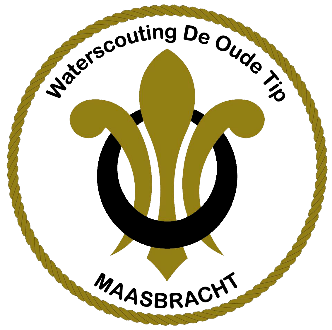 Waterscouting De Oude Tip
MAASBRACHT